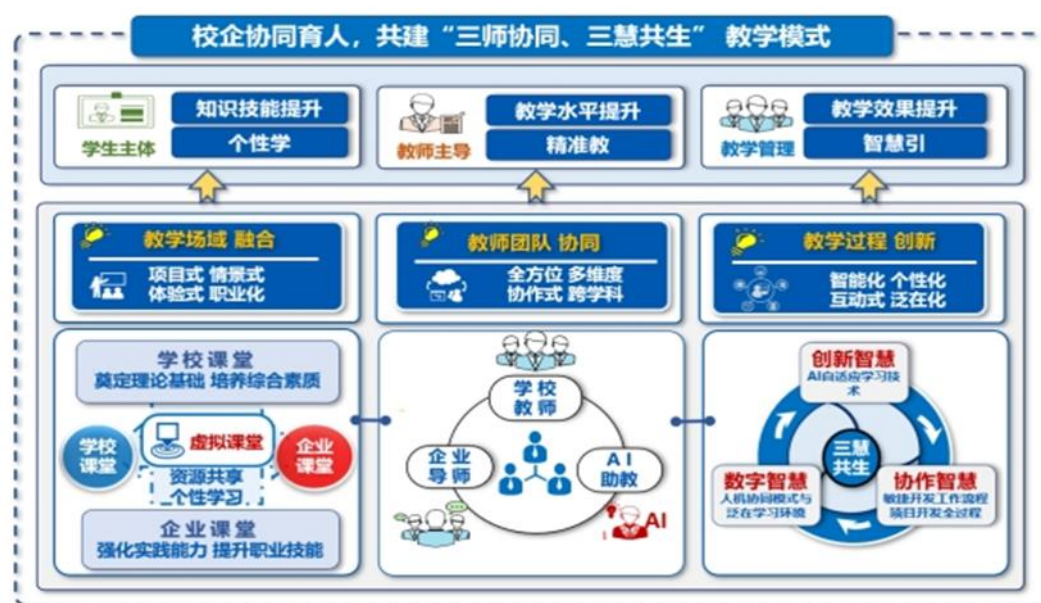 校企协同育人，共建“三师协同、三慧共生” 教学模式
知识技能提升
学生主体
个性学
教学水平提升
教师主导
精准教
教学效果提升
教学管理
智慧引
教学场域 融合
项目式 情景式
体验式 职业化
教师团队 协同
全方位 多维度
协作式 跨学科
教学过程 创新
智能化 个性化
互动式 泛在化
学校课堂
奠定理论基础 培养综合素质
学校
课堂
虚拟课堂
企业
课堂
资源共享
个性学习
企业课堂
强化实践能力 提升职业技能
学校
教师
企业
导师
AI
助教
AI
创新智慧
AI自适应学习技
术
三慧
共生
数字智慧
人机协同模式与
泛在学习环境
协作智慧
敏捷开发工作流程
项目开发全过程